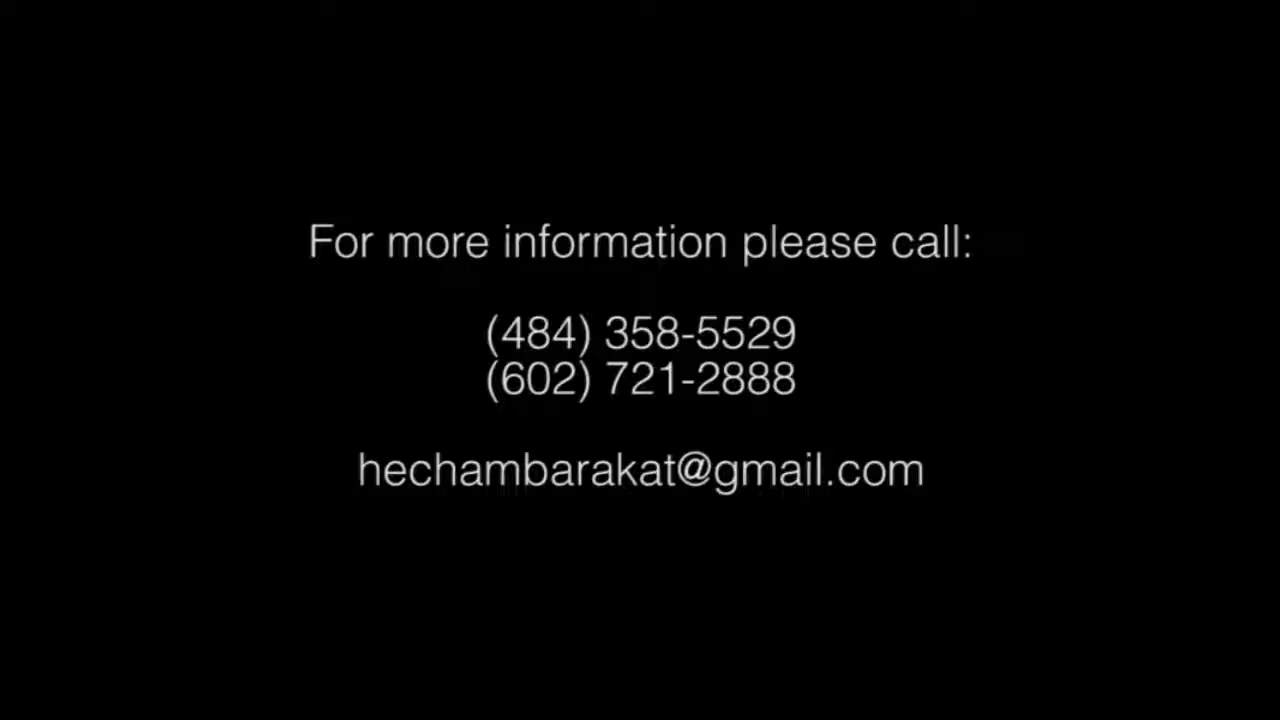 For more information please call:
(484) 358-5529
(602) 721-2888
hechambarakat@gmail.com